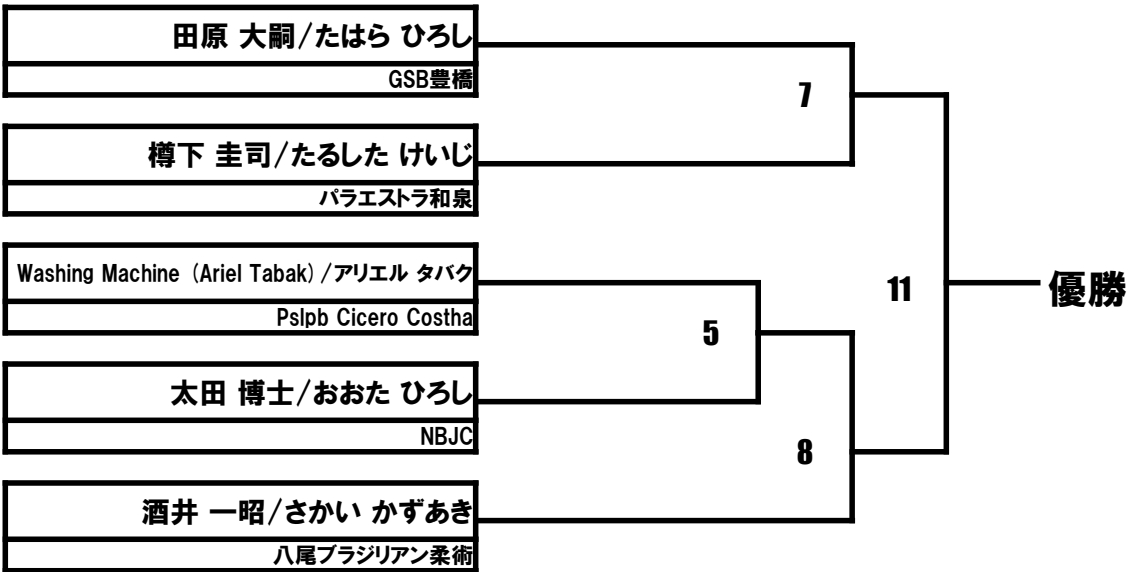 田原 大嗣/たはら ひろし
GSB豊橋
7
樽下 圭司/たるした けいじ
パラエストラ和泉
Washing Machine (Ariel Tabak)/アリエル タバク
Pslpb Cicero Costha
11
優勝
5
太田 博士/おおた ひろし
NBJC
8
酒井 一昭/さかい かずあき
八尾ブラジリアン柔術